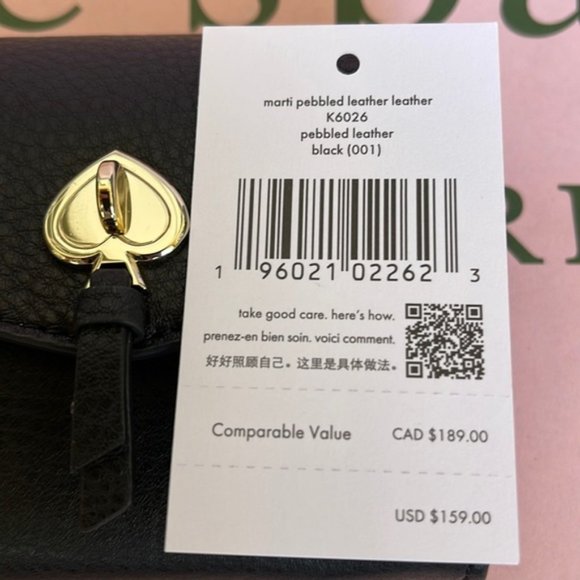 marti pebbled leather leather
K6026
pebbled leather
black (001)
1 96021 02262 3
take good care. here's how.
prenez-en bien soin. voici comment.
好好照顾自己。这里是具体做法。
Comparable Value CAD $189.00
USD $159.00